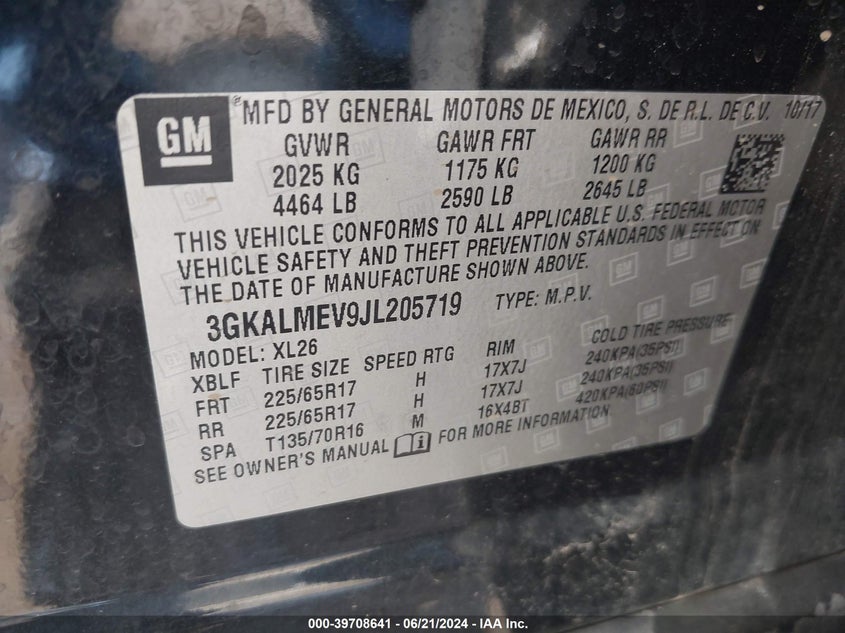 GM
MFD BY GENERAL MOTORS DE MEXICO, S. DE R.L. DE C.V. 10/17
GVWR GAWR FRT GAWR RR
2025 KG 1175 KG 1200 KG
4464 LB 2590 LB 2645 LB
THIS VEHICLE CONFORMS TO ALL APPLICABLE U.S. FEDERAL MOTOR
VEHICLE SAFETY AND THEFT PREVENTION STANDARDS IN EFFECT ON
THE DATE OF MANUFACTURE SHOWN ABOVE.
3GKALMEV9JL205719 TYPE: M.P.V.
MODEL: XL26
XBLF TIRE SIZE SPEED RTG RIM COLD TIRE PRESSURE
FRT 225/65R17 H 17X7J 240KPA(35PSI)
RR 225/65R17 H 17X7J 240KPA(35PSI)
SPA T135/70R16 M 16X4BT 420KPA(60PSI)
SEE OWNER'S MANUAL FOR MORE INFORMATION
000-39708641 - 06/21/2024 - IAA Inc.